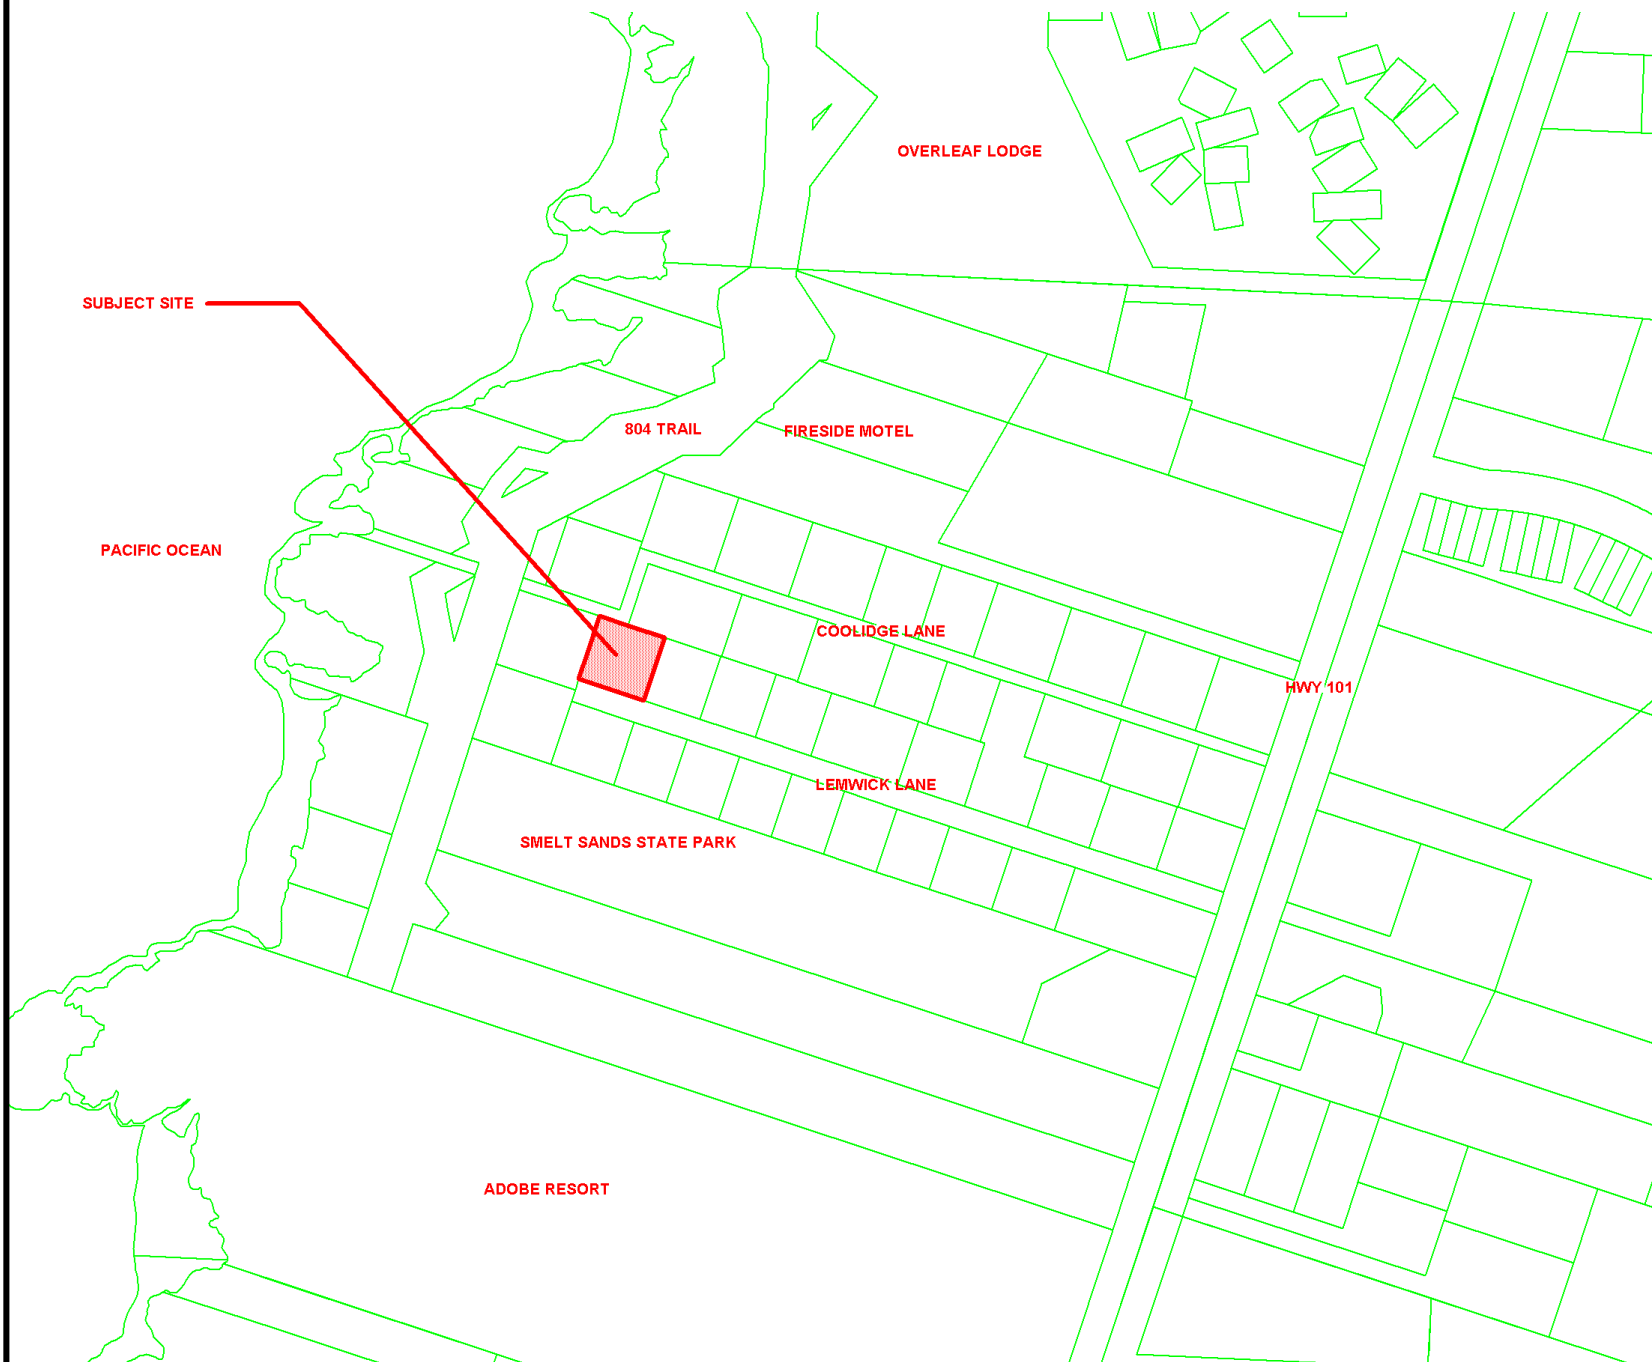 OVERLEAF LODGE
SUBJECT SITE
804 TRAIL
FIRESIDE MOTEL
PACIFIC OCEAN
COOLIDGE LANE
HWY 101
LEMWICK LANE
SMELT SANDS STATE PARK
ADOBE RESORT